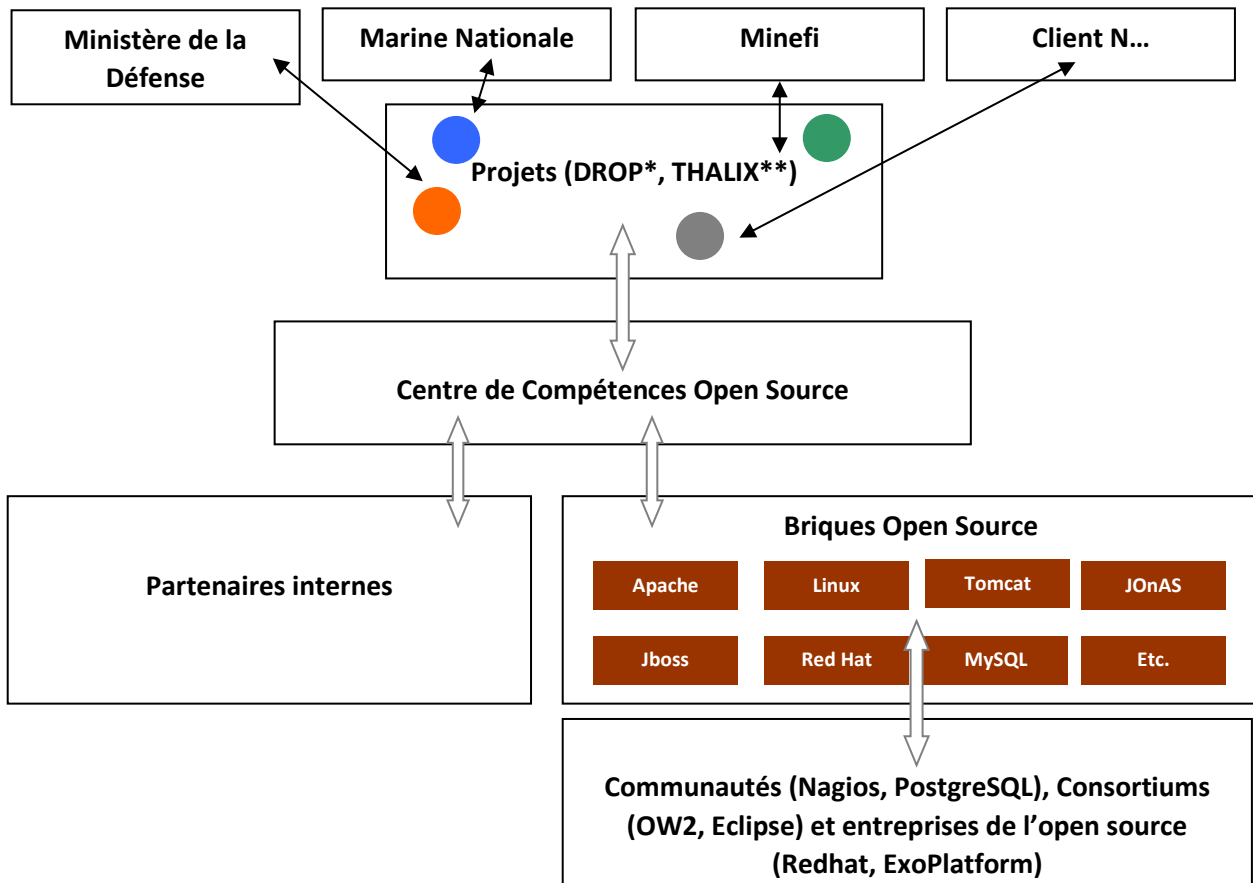 Ministère de la
Défense
Marine Nationale
Minefi
Client N…
Projets (DROP*, THALIX**)
Centre de Compétences Open Source
Partenaires internes
Briques Open Source
Apache
Linux
Tomcat
JOnAS
Jboss
Red Hat
MySQL
Etc.
Communautés (Nagios, PostgreSQL), Consortiums
(OW2, Eclipse) et entreprises de l’open source
(Redhat, ExoPlatform)